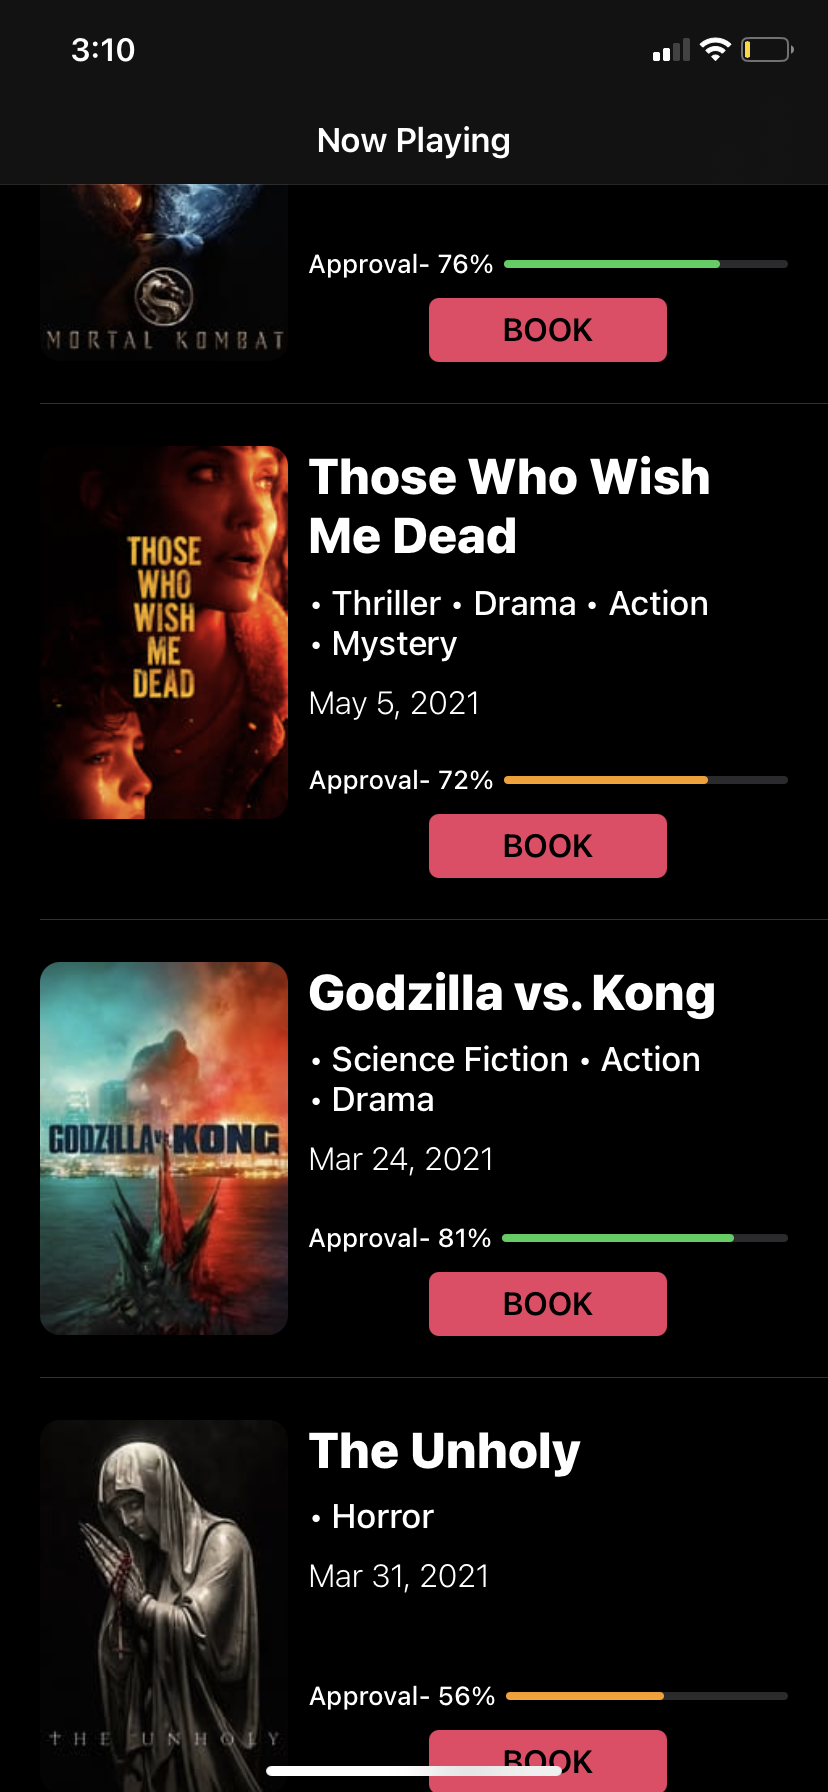 3:10
Now Playing
MORTAL KOMBAT
Approval- 76%
BOOK
THOSE
WHO
WISH
ME
DEAD
Those Who Wish
Me Dead
• Thriller • Drama • Action
• Mystery
May 5, 2021
Approval- 72%
BOOK
GODZILLA vs. KONG
Godzilla vs. Kong
• Science Fiction • Action
• Drama
Mar 24, 2021
Approval- 81%
BOOK
THE UNHOLY
The Unholy
• Horror
Mar 31, 2021
Approval- 56%
BOOK